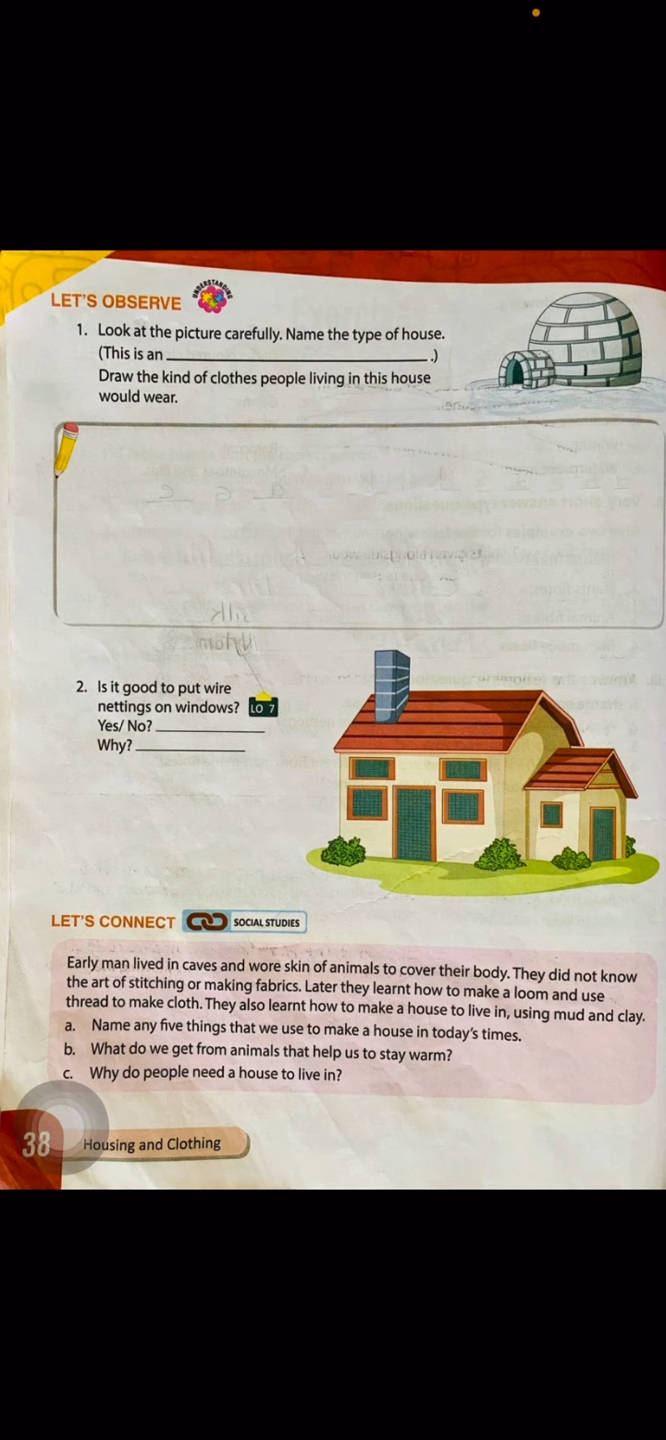 LET'S OBSERVE
UNDERSTANDING
1. Look at the picture carefully. Name the type of house.
(This is an ______________________________ .)
Draw the kind of clothes people living in this house
would wear.
2. Is it good to put wire
nettings on windows? LO 7
Yes/ No? ______________
Why? ______________
LET'S CONNECT SOCIAL STUDIES
Early man lived in caves and wore skin of animals to cover their body. They did not know
the art of stitching or making fabrics. Later they learnt how to make a loom and use
thread to make cloth. They also learnt how to make a house to live in, using mud and clay.
a. Name any five things that we use to make a house in today's times.
b. What do we get from animals that help us to stay warm?
c. Why do people need a house to live in?
38 Housing and Clothing